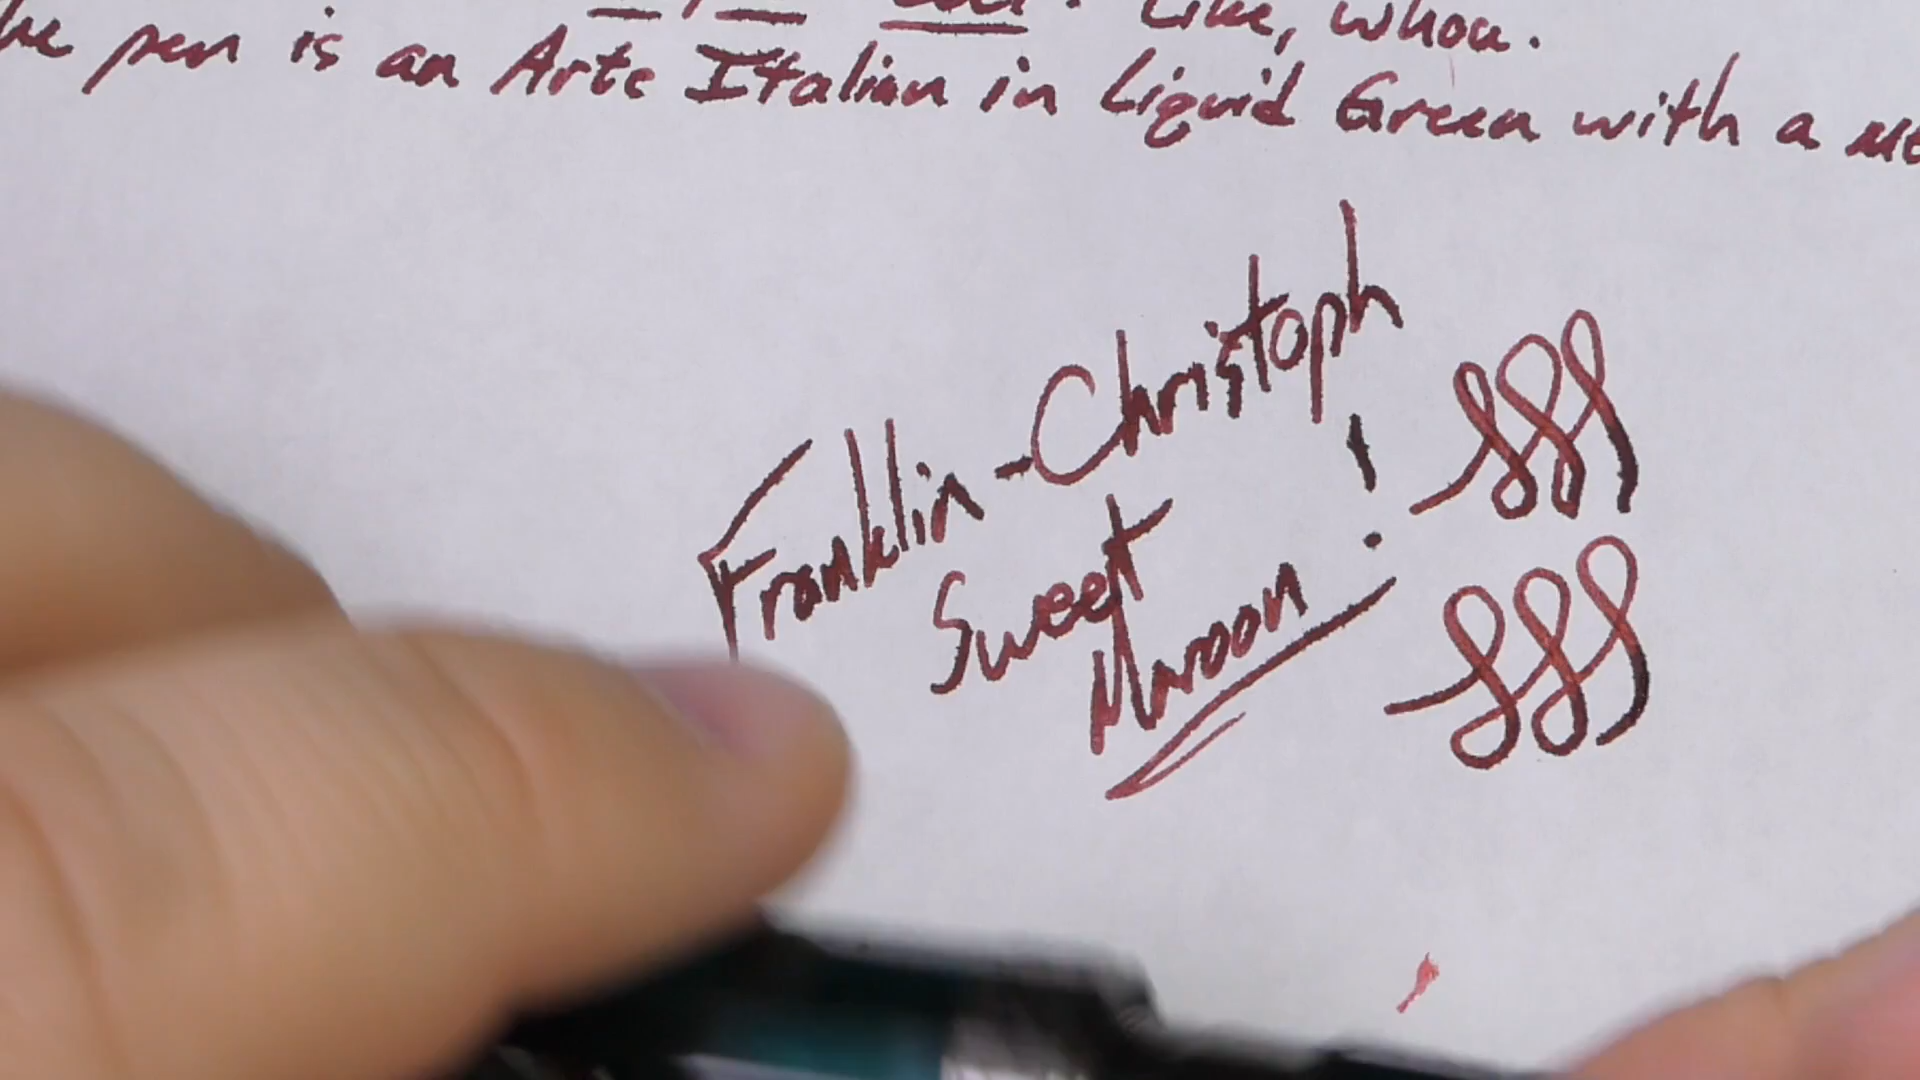 Like, whoa.
pen is an Arte Italian in Liquid Green with a
Franklin-Christoph
Sweet
Maroon!